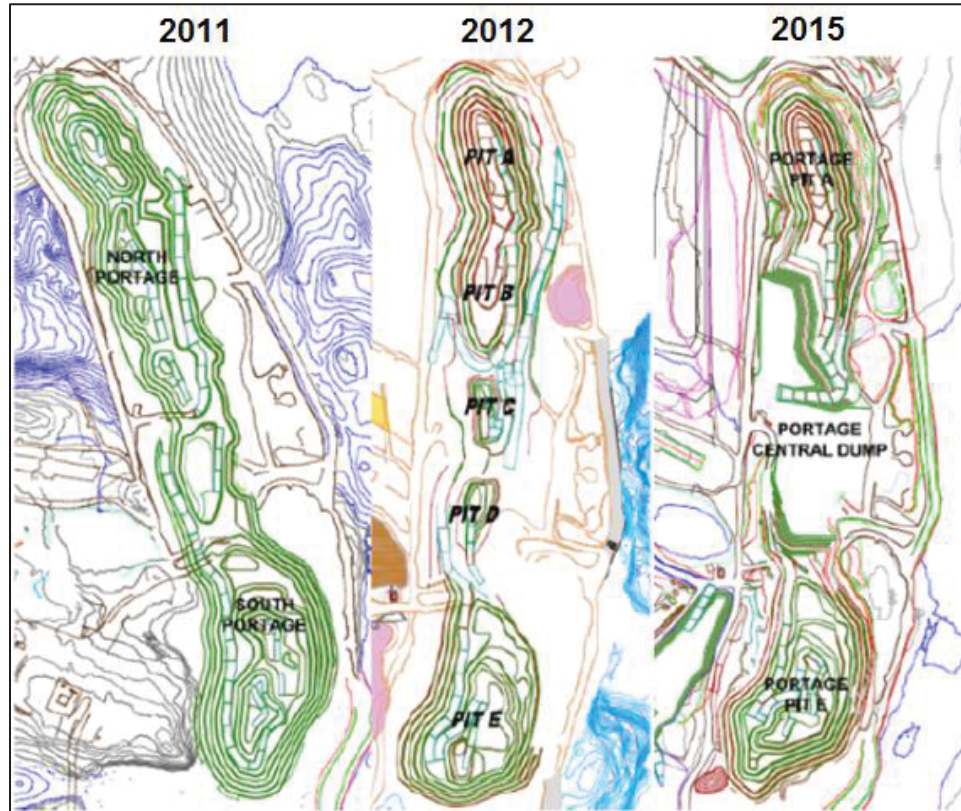 2011
2012
2015
NORTH
PORTAGE
SOUTH
PORTAGE
PIT A
PIT B
PIT C
PIT D
PIT E
PORTAGE
PIT A
PORTAGE
CENTRAL DUMP
PORTAGE
PIT E